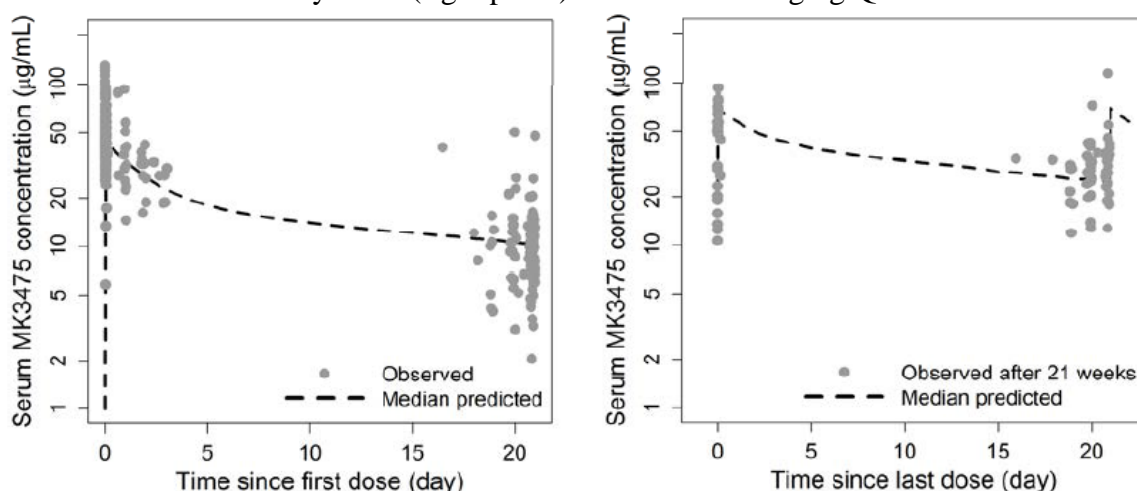 Serum MK3475 concentration (μg/mL)
100
50
20
10
5
2
1
Observed
Median predicted
0 5 10 15 20
Time since first dose (day)
Serum MK3475 concentration (μg/mL)
100
50
20
10
5
2
1
Observed after 21 weeks
Median predicted
0 5 10 15 20
Time since last dose (day)